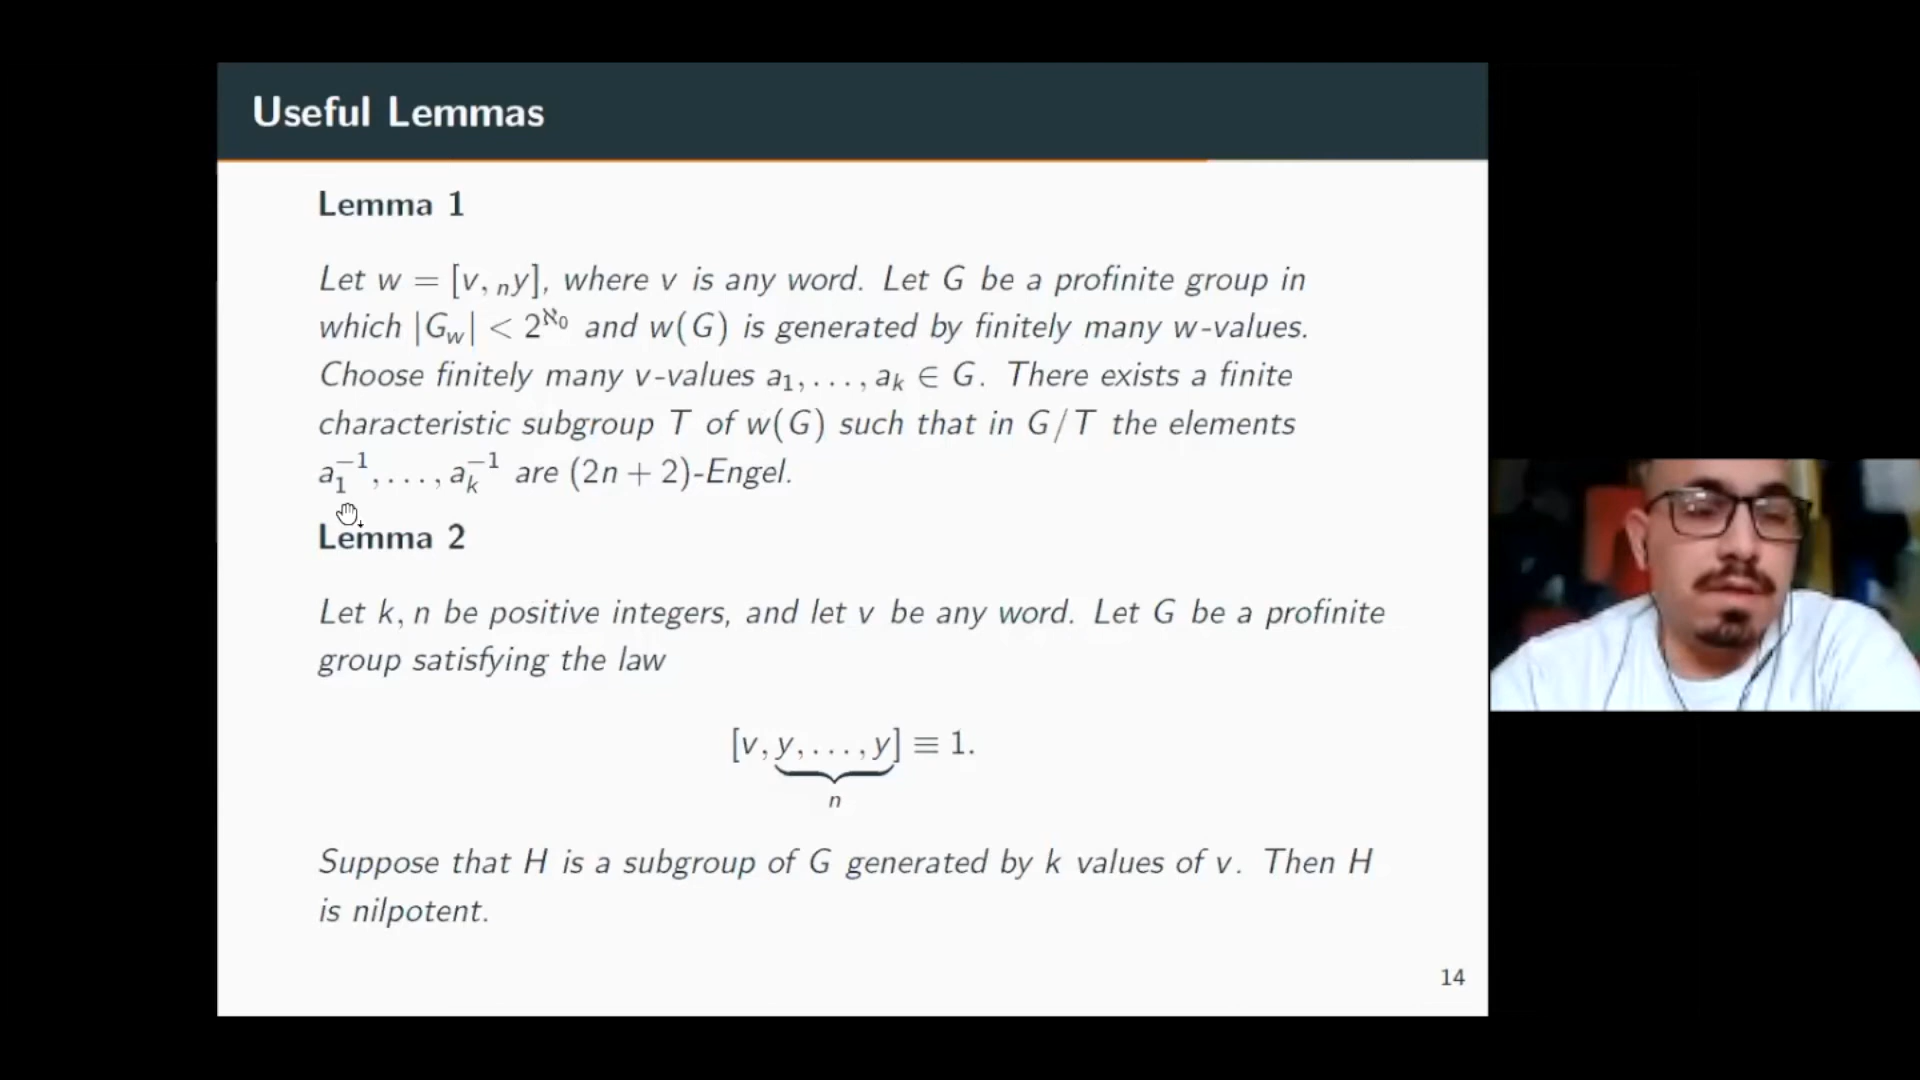 Useful Lemmas
Lemma 1
Let w = [v, ₙy], where v is any word. Let G be a profinite group in
which |G_w| < 2^ℵ₀ and w(G) is generated by finitely many w-values.
Choose finitely many v-values a₁, . . . , aₖ ∈ G. There exists a finite
characteristic subgroup T of w(G) such that in G/T the elements
a₁⁻¹, . . . , aₖ⁻¹ are (2n + 2)-Engel.
Lemma 2
Let k, n be positive integers, and let v be any word. Let G be a profinite
group satisfying the law
[v, y, . . . , y] ≡ 1.
n
Suppose that H is a subgroup of G generated by k values of v. Then H
is nilpotent.
14